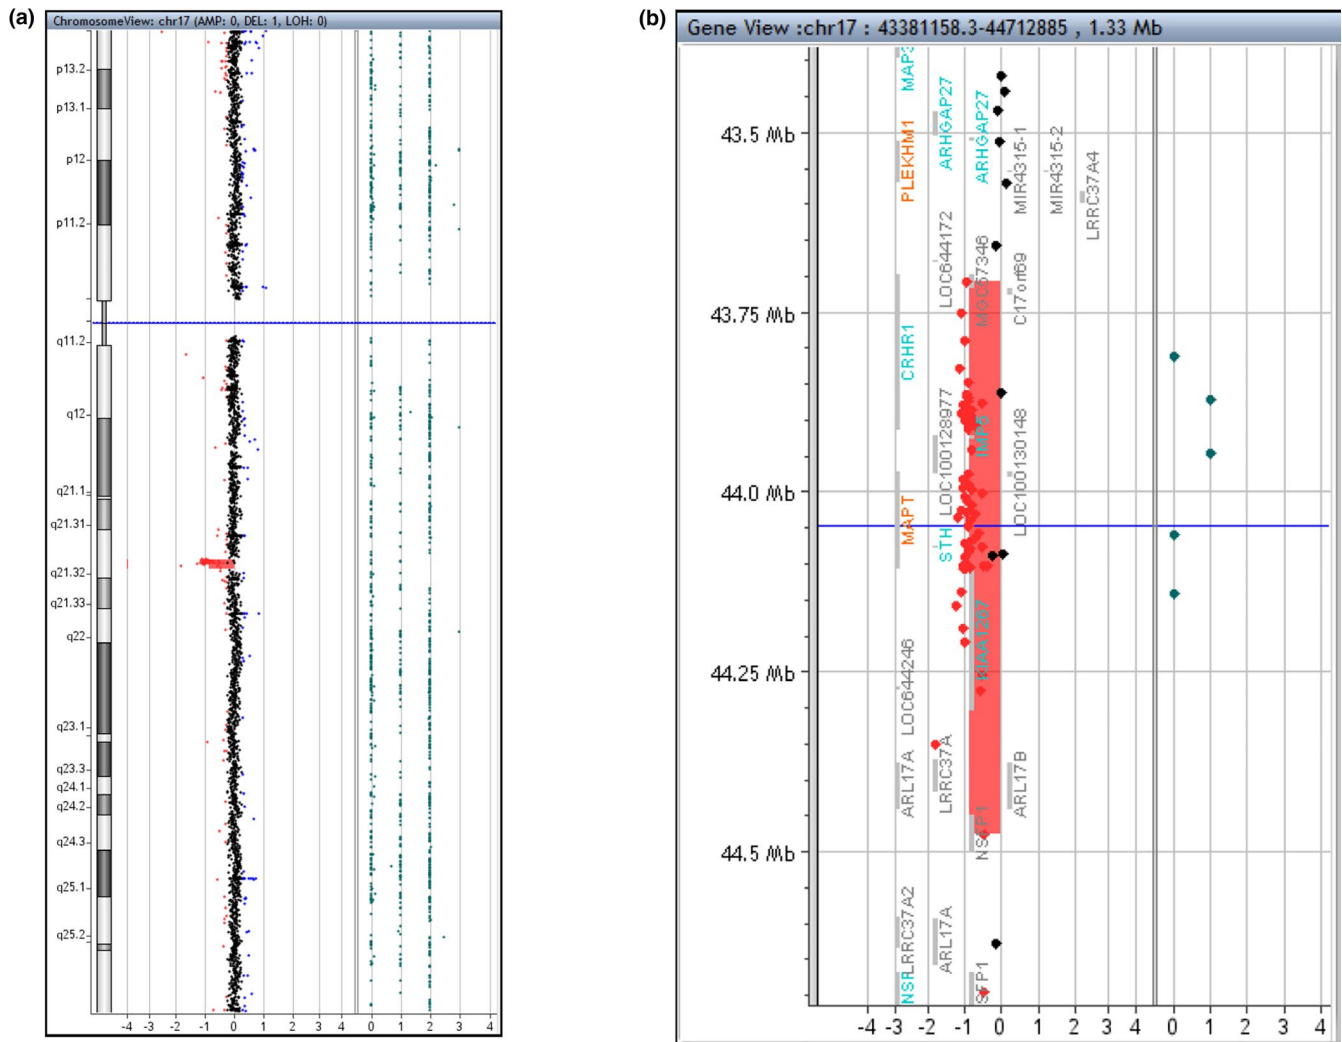 (a)
ChromosomeView: chr17 (AMP: 0, DEL: 1, LOH: 0)
p13.2
p13.1
p12
p11.2
q11.2
q12
q21.1
q21.31
q21.32
q21.33
q22
q23.1
q23.3
q24.1
q24.2
q24.3
q25.1
q25.2
-4 -3 -2 -1 0 1 2 3 4 0 1 2 3 4
(b)
Gene View :chr17 : 43381158.3-44712885 , 1.33 Mb
43.5 Mb
43.75 Mb
44.0 Mb
44.25 Mb
44.5 Mb
MAP3
PLEKHM1
ARHGAP27
ARHGAP27
MIR4315-1
MIR4315-2
LRRC37A4
LOC644172
MGC57346
C17orf69
CRHR1
LOC100128977
IMP5
LOC100130148
MAPT
STH
KIAA1267
LOC644246
ARL17A
LRRC37A
ARL17B
NSFP1
LRRC37A2
ARL17A
NSF
SFP1
-4 -3 -2 -1 0 1 2 3 4 0 1 2 3 4